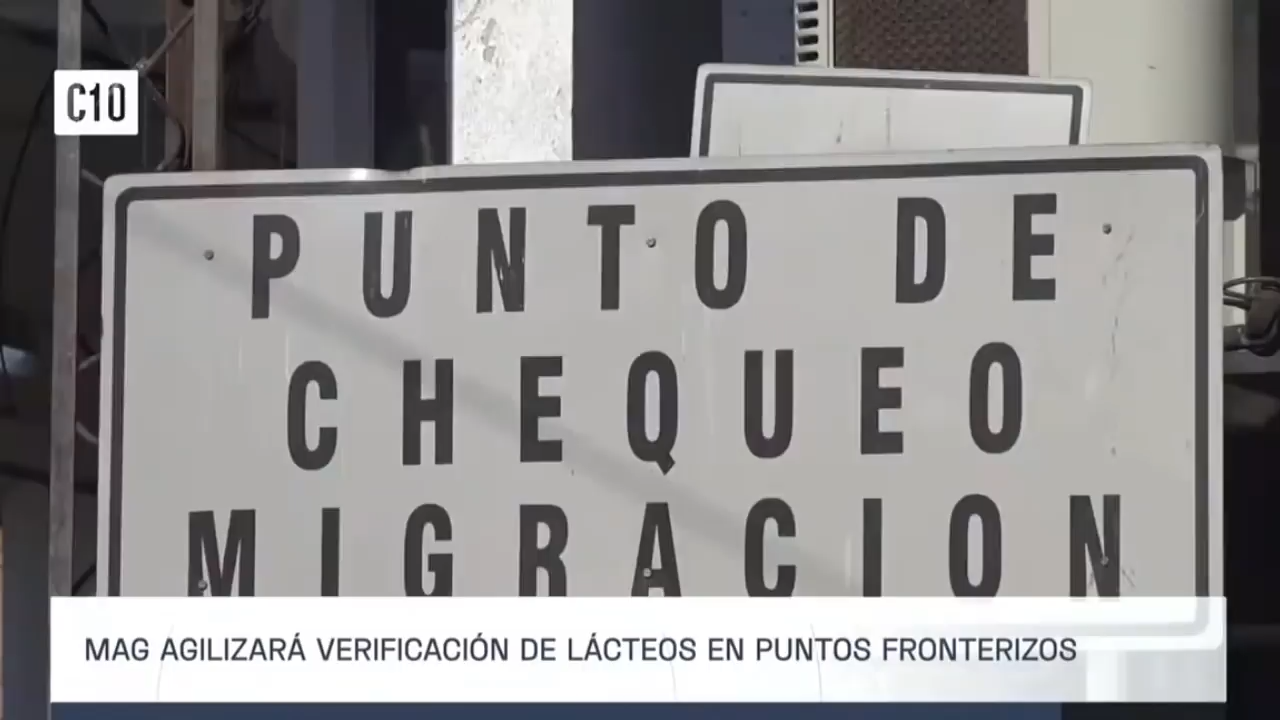 C10
PUNTO DE
CHEQUEO
MIGRACION
MAG AGILIZARÁ VERIFICACIÓN DE LÁCTEOS EN PUNTOS FRONTERIZOS